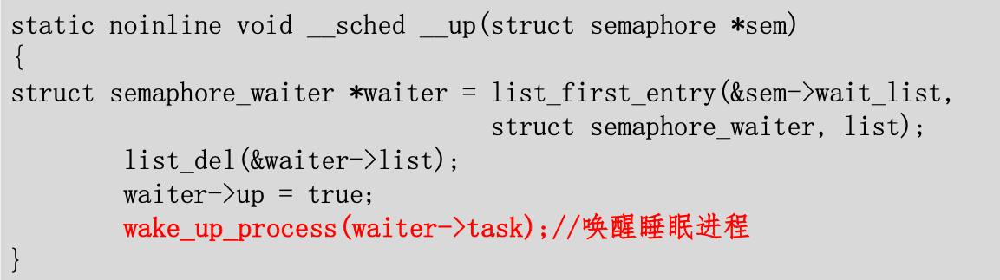 static noinline void __sched __up(struct semaphore *sem)
{
struct semaphore_waiter *waiter = list_first_entry(&sem->wait_list,
struct semaphore_waiter, list);
list_del(&waiter->list);
waiter->up = true;
wake_up_process(waiter->task);//唤醒睡眠进程
}